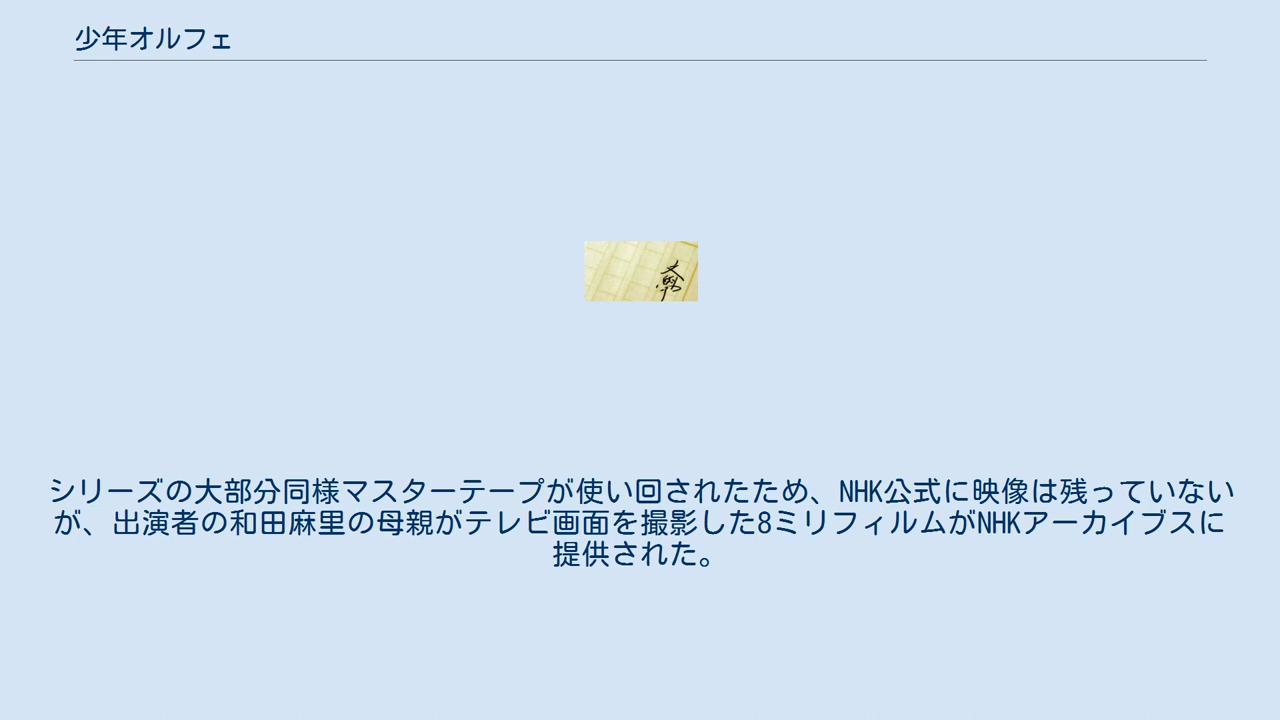 少年オルフェ
シリーズの大部分同様マスターテープが使い回されたため、NHK公式に映像は残っていない
が、出演者の和田麻里の母親がテレビ画面を撮影した8ミリフィルムがNHKアーカイブスに
提供された。